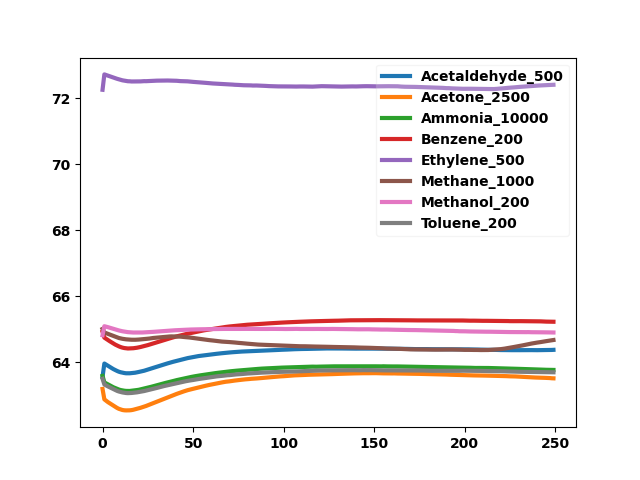 72
70
68
66
64
0 50 100 150 200 250
Acetaldehyde_500
Acetone_2500
Ammonia_10000
Benzene_200
Ethylene_500
Methane_1000
Methanol_200
Toluene_200